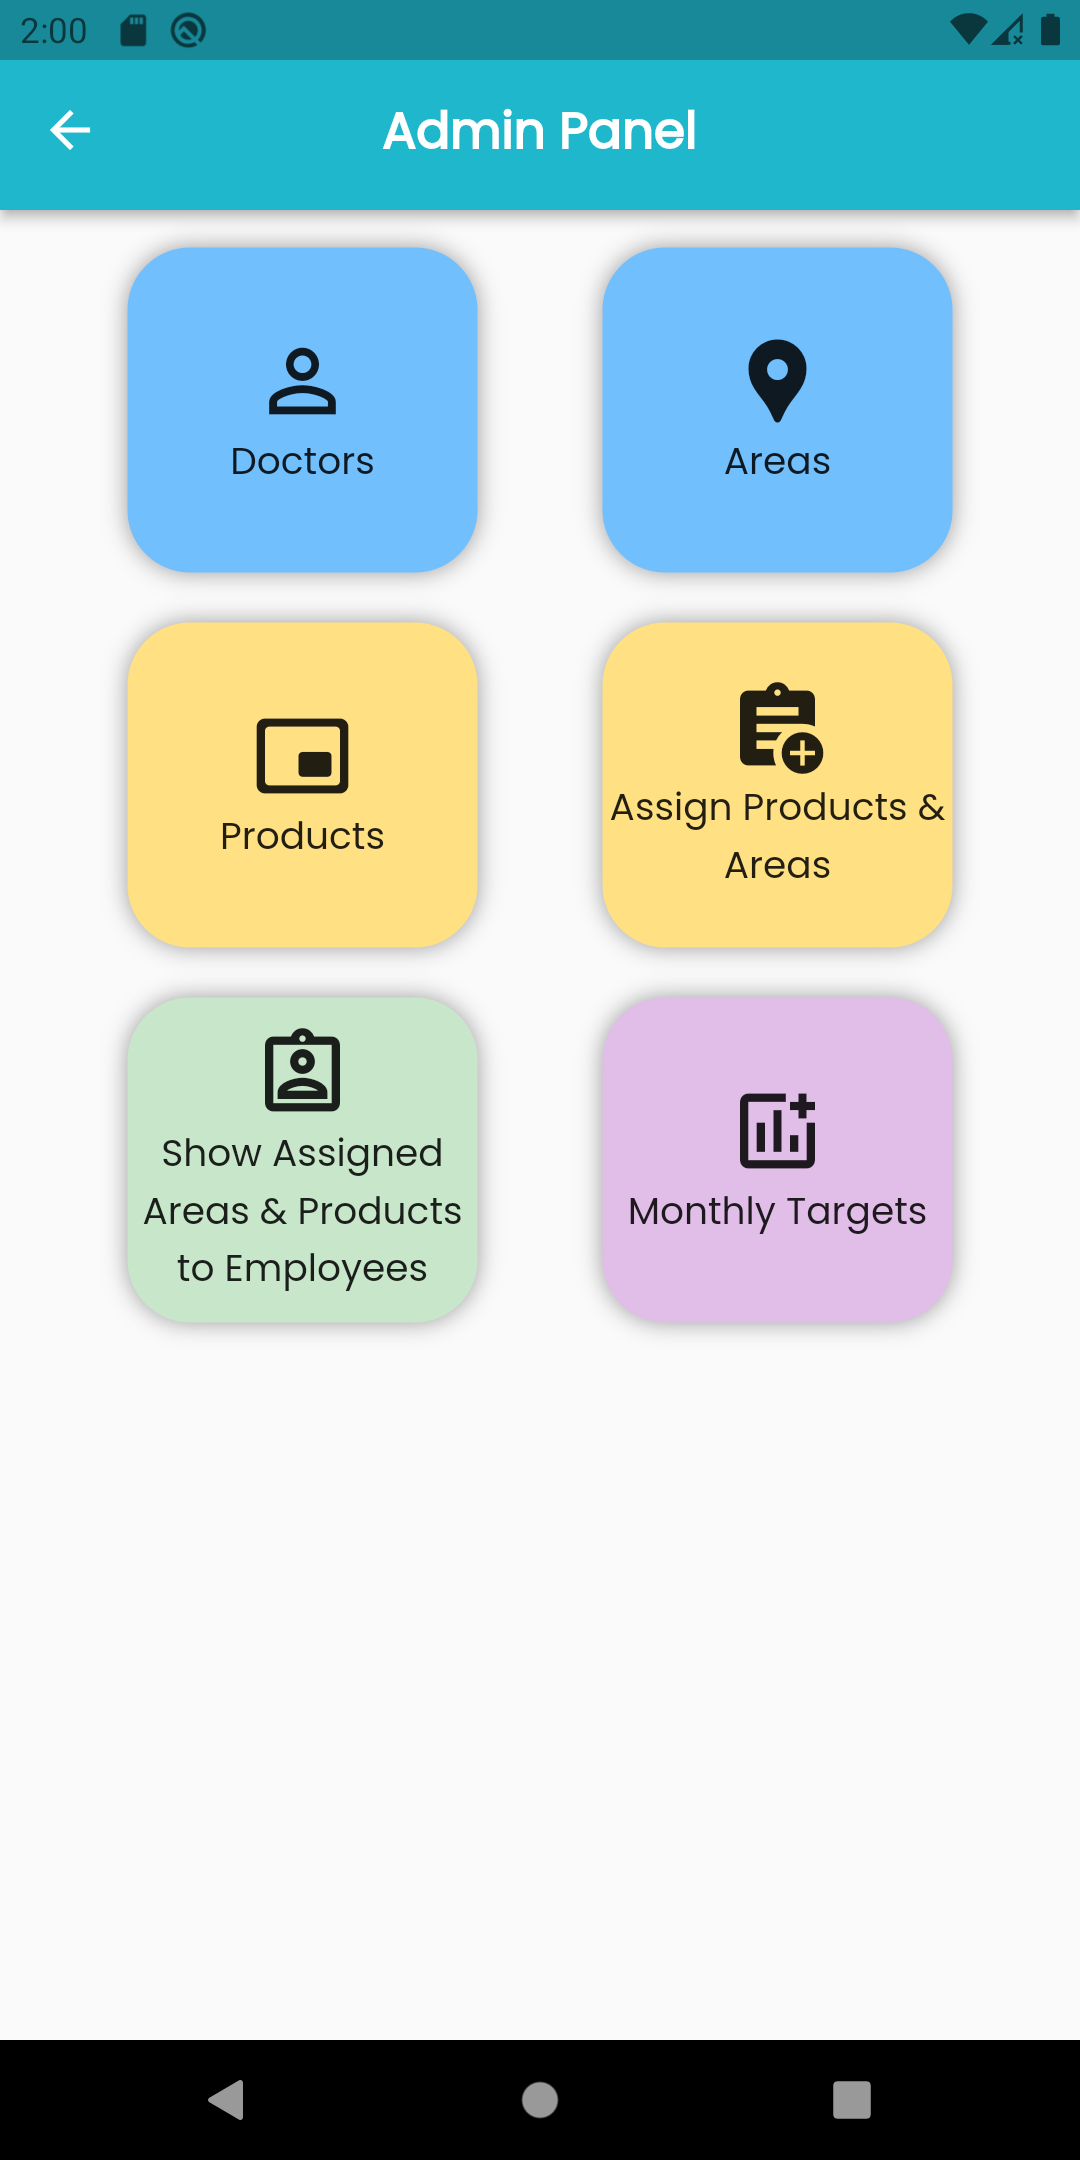 2:00
Admin Panel
Doctors
Areas
Products
Assign Products &
Areas
Show Assigned
Areas & Products
to Employees
Monthly Targets